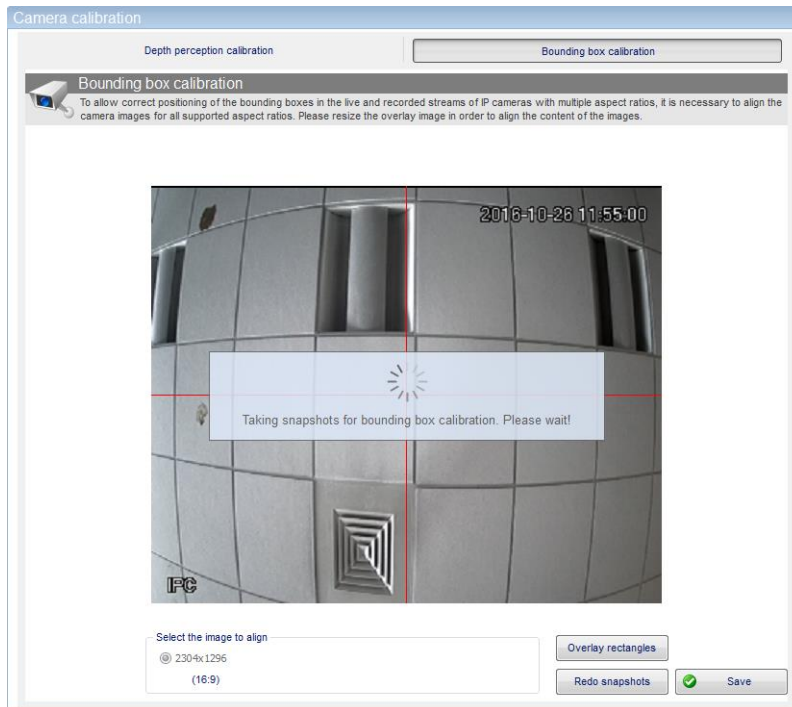 Camera calibration
Depth perception calibration
Bounding box calibration
Bounding box calibration
To allow correct positioning of the bounding boxes in the live and recorded streams of IP cameras with multiple aspect ratios, it is necessary to align the
camera images for all supported aspect ratios. Please resize the overlay image in order to align the content of the images.
2016-10-26 11:55:00
Taking snapshots for bounding box calibration. Please wait!
IPC
Select the image to align
2304x1296
(16:9)
Overlay rectangles
Redo snapshots
Save